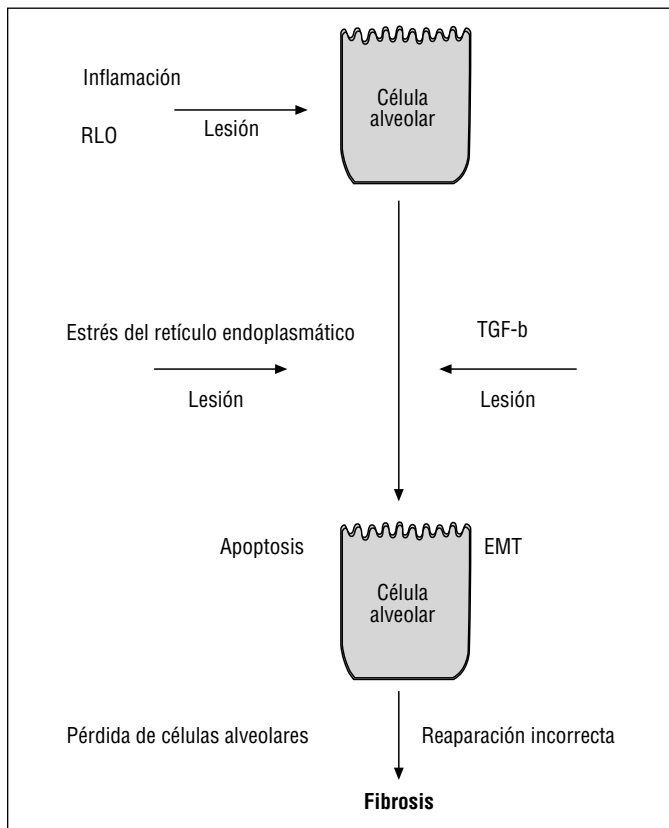 Inflamación
RLO
Lesión
Célula
alveolar
Estrés del retículo endoplasmático
Lesión
TGF-b
Lesión
Apoptosis
Célula
alveolar
EMT
Pérdida de células alveolares
Reaparación incorrecta
Fibrosis